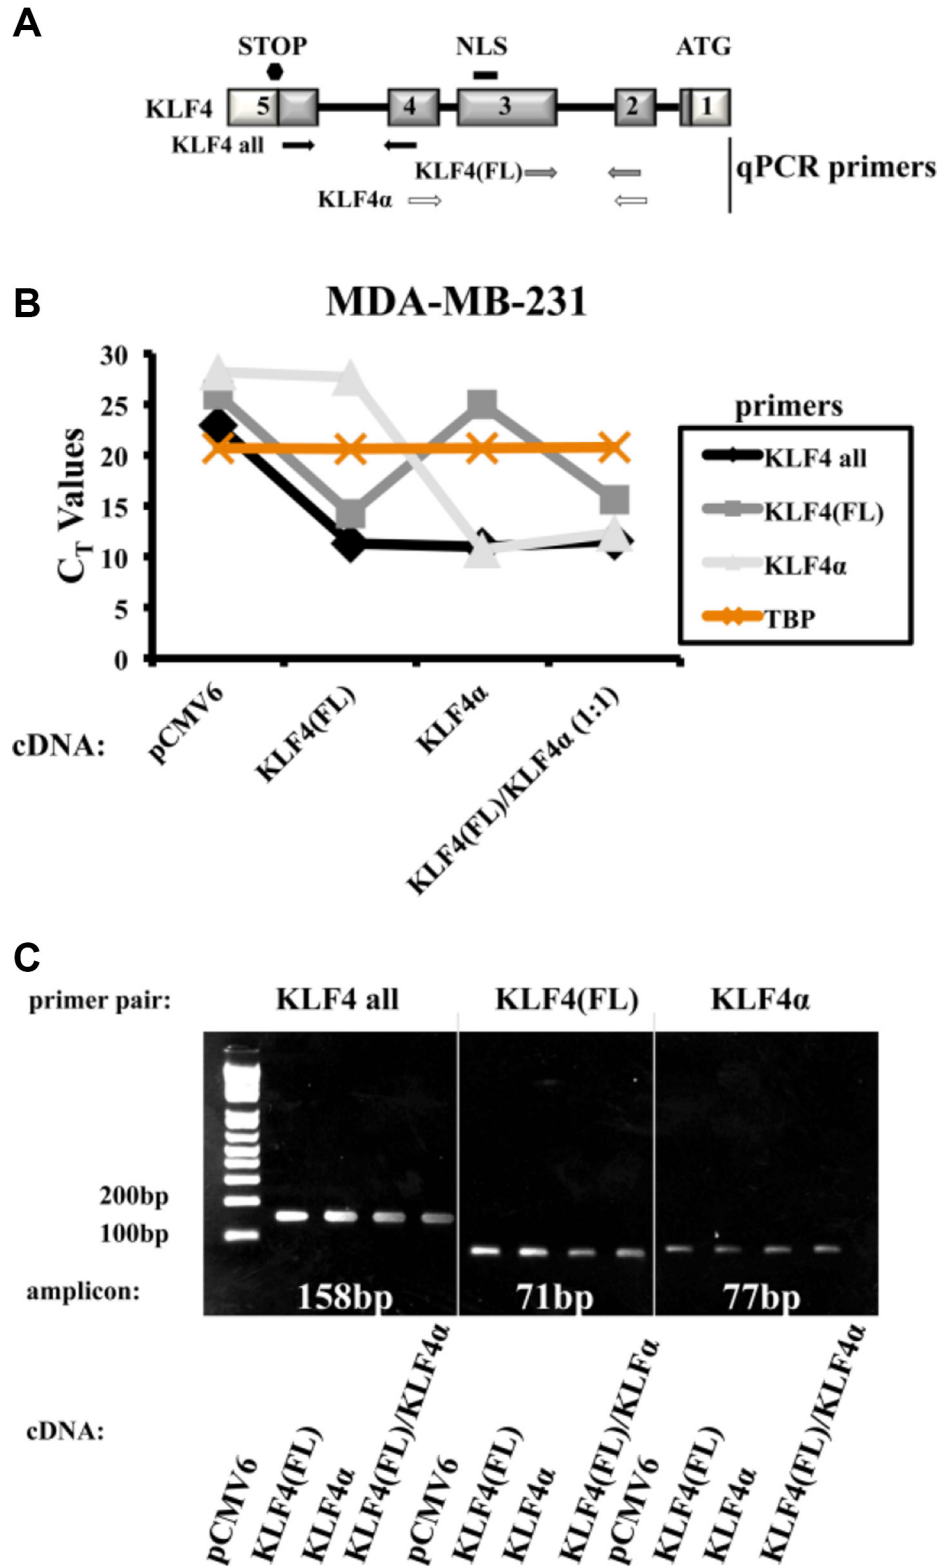 A
STOP NLS ATG
KLF4 5 4 3 2 1
KLF4 all
KLF4(FL)
qPCR primers
KLF4α
B
MDA-MB-231
30
25
20
15
10
5
0
CT Values
primers
KLF4 all
KLF4(FL)
KLF4α
TBP
cDNA:
pCMV6
KLF4(FL)
KLF4α
KLF4(FL)/KLF4α (1:1)
C
primer pair: KLF4 all KLF4(FL) KLF4α
200bp
100bp
amplicon: 158bp 71bp 77bp
cDNA:
pCMV6
KLF4(FL)
KLF4α
KLF4(FL)/KLF4α
pCMV6
KLF4(FL)
KLF4α
KLF4(FL)/KLFα
pCMV6
KLF4(FL)
KLF4α
KLF4(FL)/KLF4α